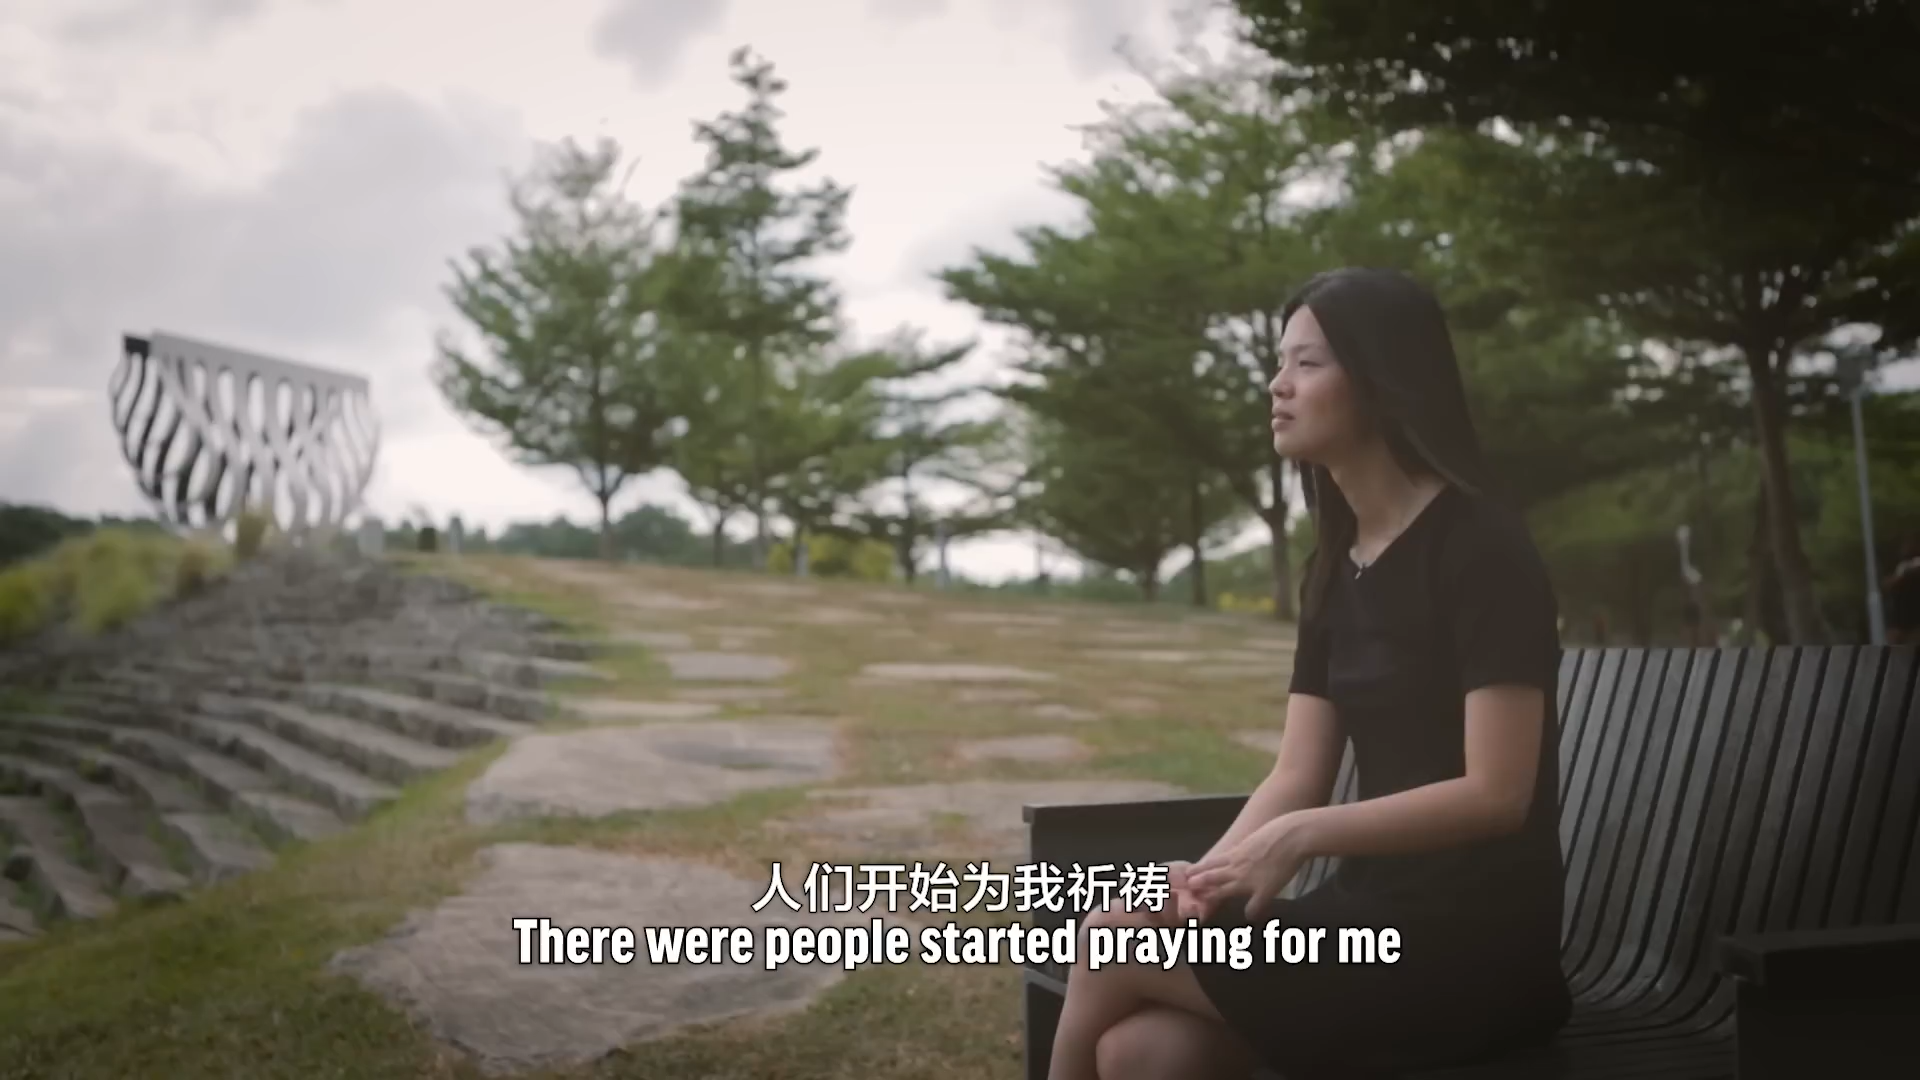 人们开始为我祈祷
There were people started praying for me